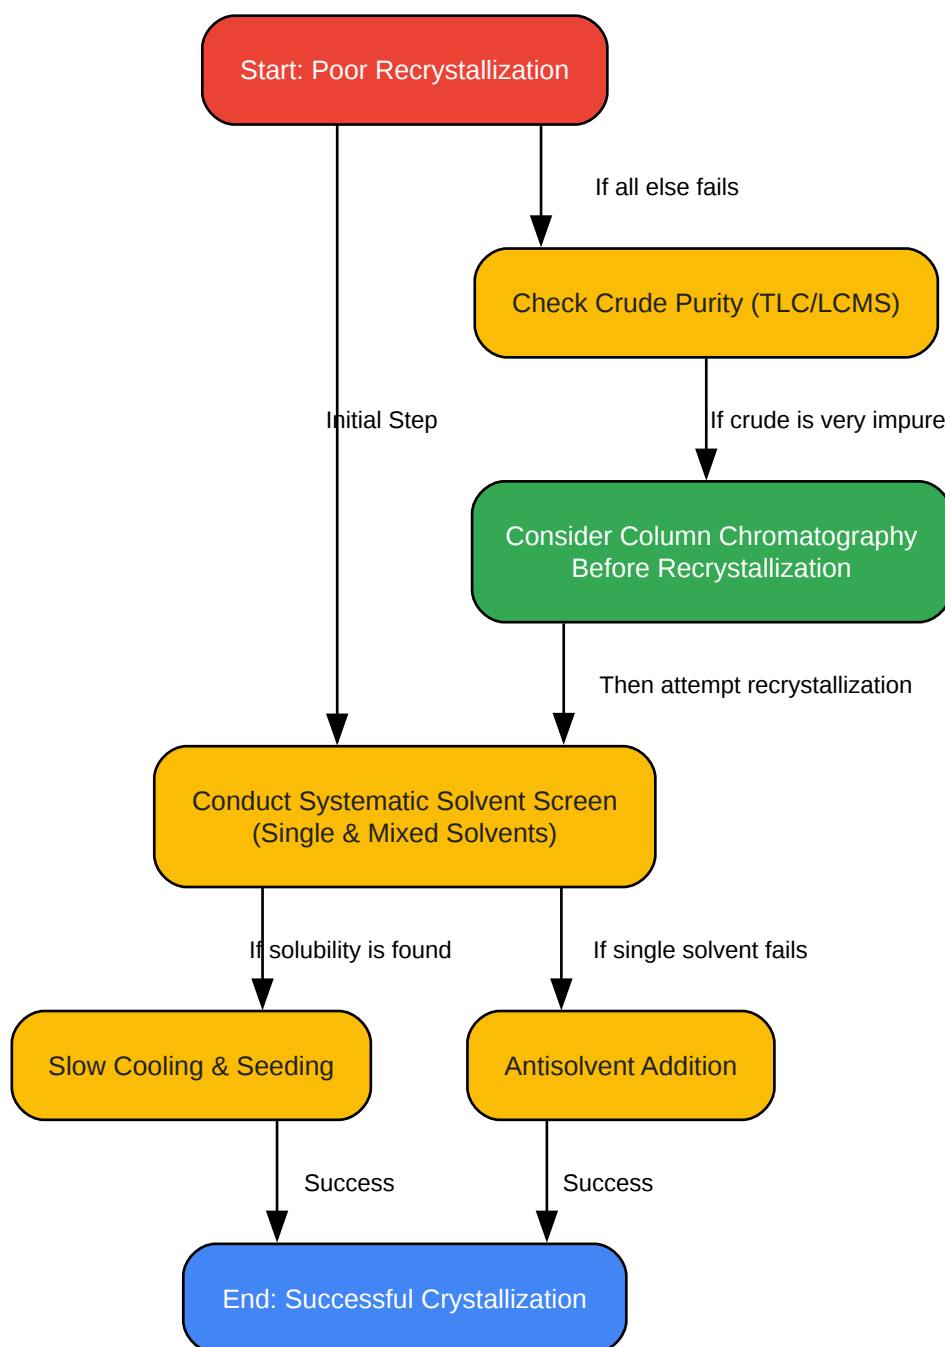 Start: Poor Recrystallization
If all else fails
Check Crude Purity (TLC/LCMS)
Initial Step
If crude is very impure
Consider Column Chromatography
Before Recrystallization
Then attempt recrystallization
Conduct Systematic Solvent Screen
(Single & Mixed Solvents)
If solubility is found
If single solvent fails
Slow Cooling & Seeding
Antisolvent Addition
Success
Success
End: Successful Crystallization